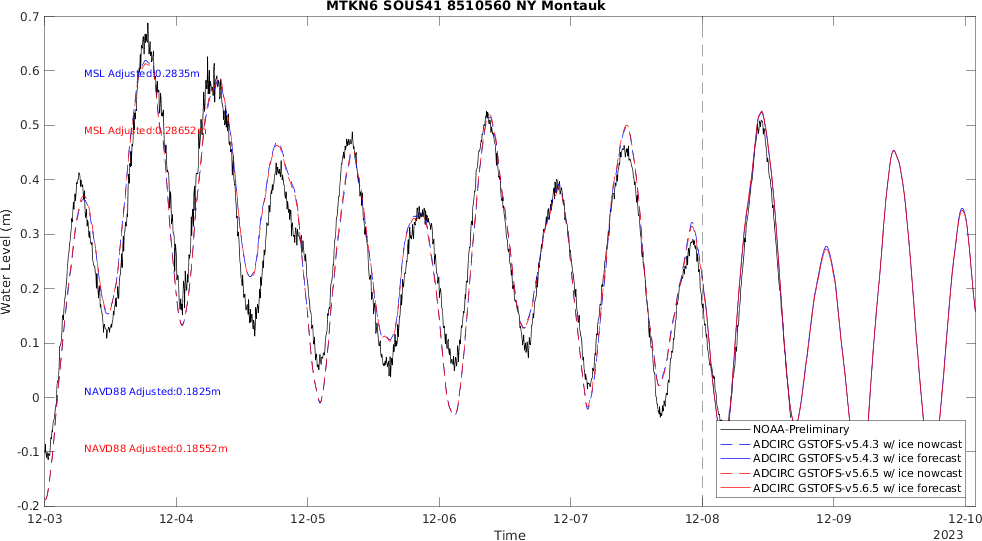 MTKN6 SOUS41 8510560 NY Montauk
0.7
0.6
0.5
0.4
0.3
0.2
0.1
0
-0.1
-0.2
Water Level (m)
MSL Adjusted:0.2835m
MSL Adjusted:0.28652m
NAVD88 Adjusted:0.1825m
NAVD88 Adjusted:0.18552m
NOAA-Preliminary
ADCIRC GSTOFS-v5.4.3 w/ ice nowcast
ADCIRC GSTOFS-v5.4.3 w/ ice forecast
ADCIRC GSTOFS-v5.6.5 w/ ice nowcast
ADCIRC GSTOFS-v5.6.5 w/ ice forecast
12-03 12-04 12-05 12-06 12-07 12-08 12-09 12-10
Time
2023